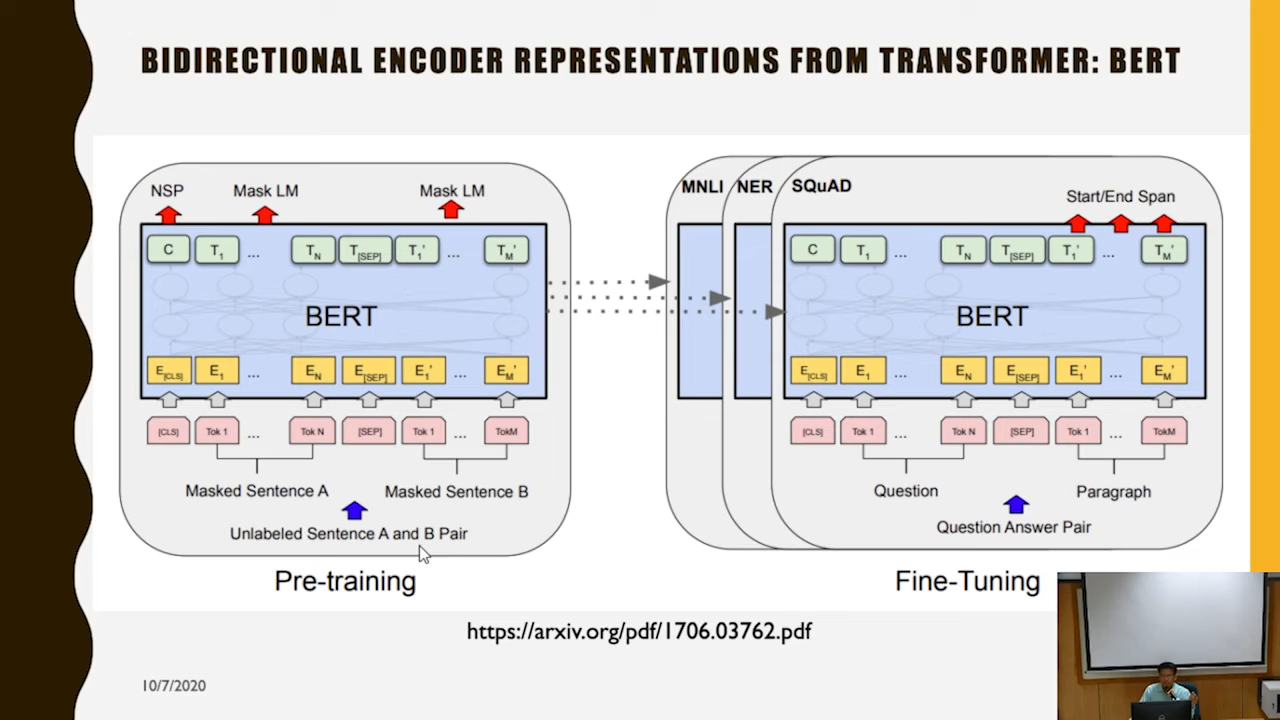 BIDIRECTIONAL ENCODER REPRESENTATIONS FROM TRANSFORMER: BERT
NSP Mask LM Mask LM
C T1 ... TN T[SEP] T1' ... TM'
BERT
E[CLS] E1 ... EN E[SEP] E1' ... EM'
[CLS] Tok 1 ... Tok N [SEP] Tok 1 ... TokM
Masked Sentence A Masked Sentence B
Unlabeled Sentence A and B Pair
Pre-training
MNLI NER SQuAD
Start/End Span
C T1 ... TN T[SEP] T1' ... TM'
BERT
E[CLS] E1 ... EN E[SEP] E1' ... EM'
[CLS] Tok 1 ... Tok N [SEP] Tok 1 ... TokM
Question Paragraph
Question Answer Pair
Fine-Tuning
https://arxiv.org/pdf/1706.03762.pdf
10/7/2020